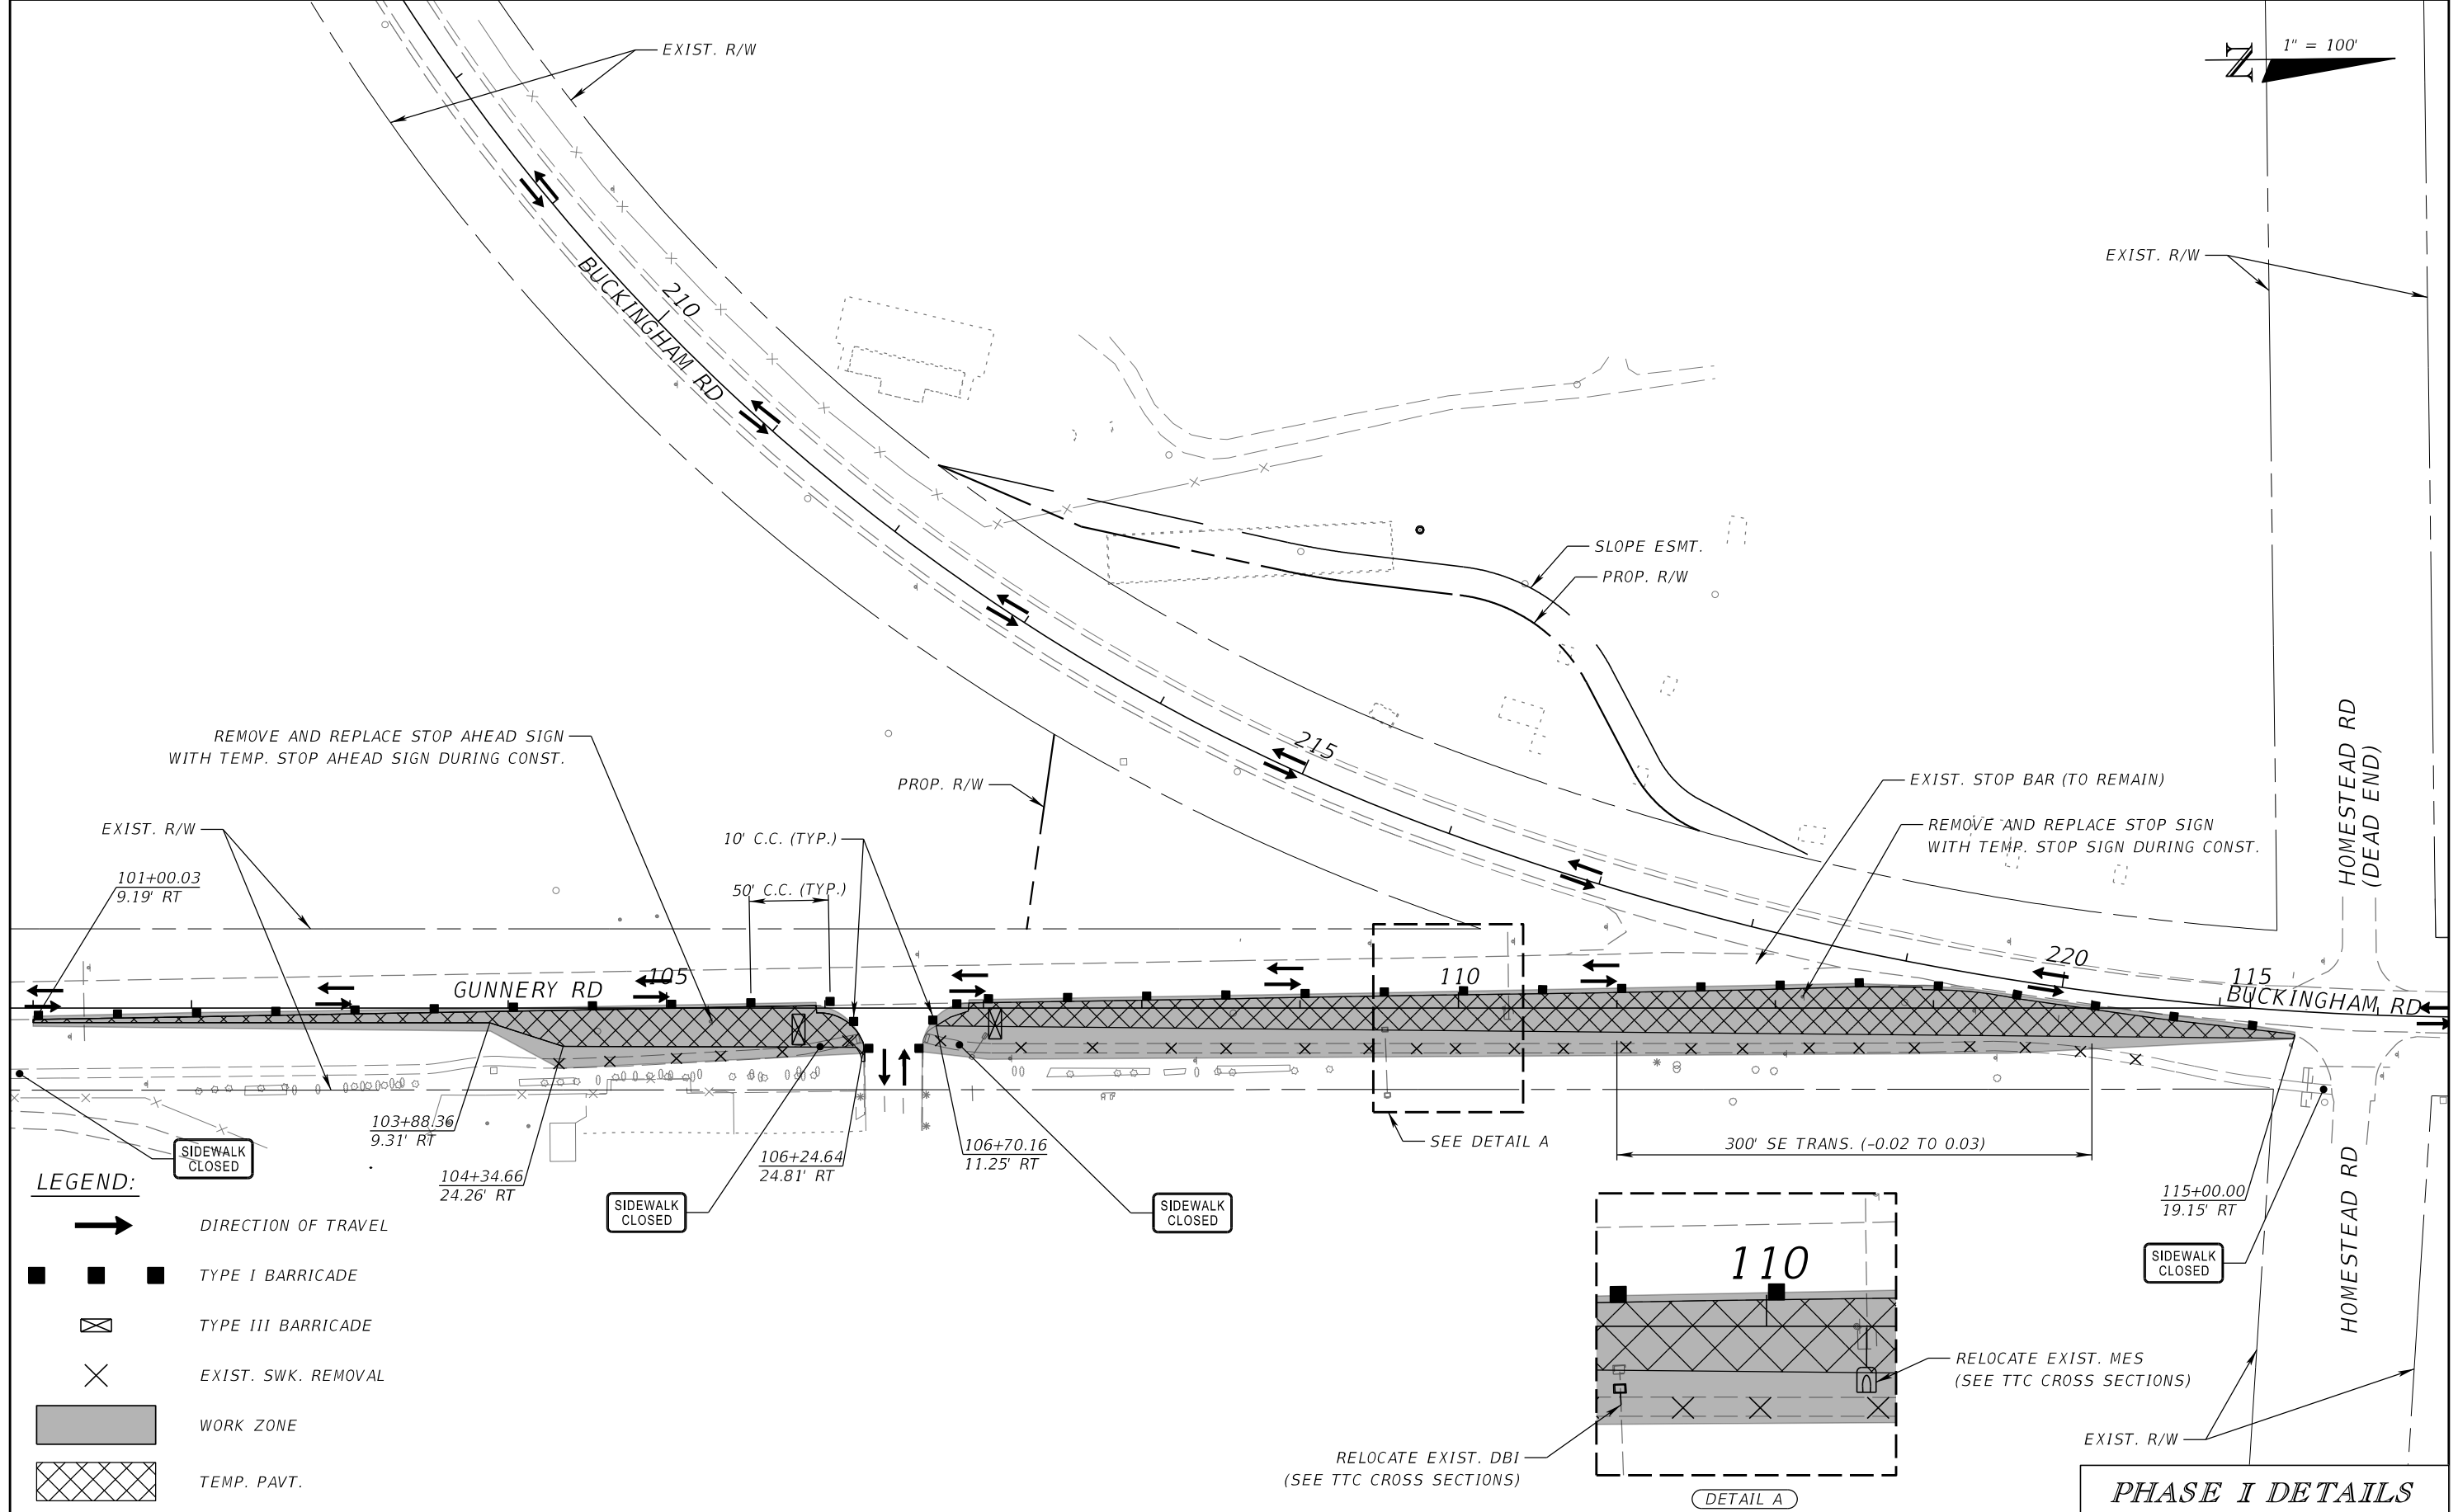 EXIST. R/W
N
1" = 100'
EXIST. R/W
BUCKINGHAM RD
210
SLOPE ESMT.
PROP. R/W
REMOVE AND REPLACE STOP AHEAD SIGN
WITH TEMP. STOP AHEAD SIGN DURING CONST.
215
PROP. R/W
EXIST. STOP BAR (TO REMAIN)
REMOVE AND REPLACE STOP SIGN
WITH TEMP. STOP SIGN DURING CONST.
HOMESTEAD RD
(DEAD END)
EXIST. R/W
10' C.C. (TYP.)
101+00.03
9.19' RT
50' C.C. (TYP.)
GUNNERY RD
105
110
220
115
BUCKINGHAM RD
103+88.36
9.31' RT
SIDEWALK
CLOSED
104+34.66
24.26' RT
106+24.64
24.81' RT
106+70.16
11.25' RT
SEE DETAIL A
300' SE TRANS. (-0.02 TO 0.03)
SIDEWALK
CLOSED
SIDEWALK
CLOSED
115+00.00
19.15' RT
SIDEWALK
CLOSED
HOMESTEAD RD
LEGEND:
DIRECTION OF TRAVEL
TYPE I BARRICADE
TYPE III BARRICADE
EXIST. SWK. REMOVAL
WORK ZONE
TEMP. PAVT.
110
RELOCATE EXIST. MES
(SEE TTC CROSS SECTIONS)
RELOCATE EXIST. DBI
(SEE TTC CROSS SECTIONS)
DETAIL A
EXIST. R/W
PHASE I DETAILS